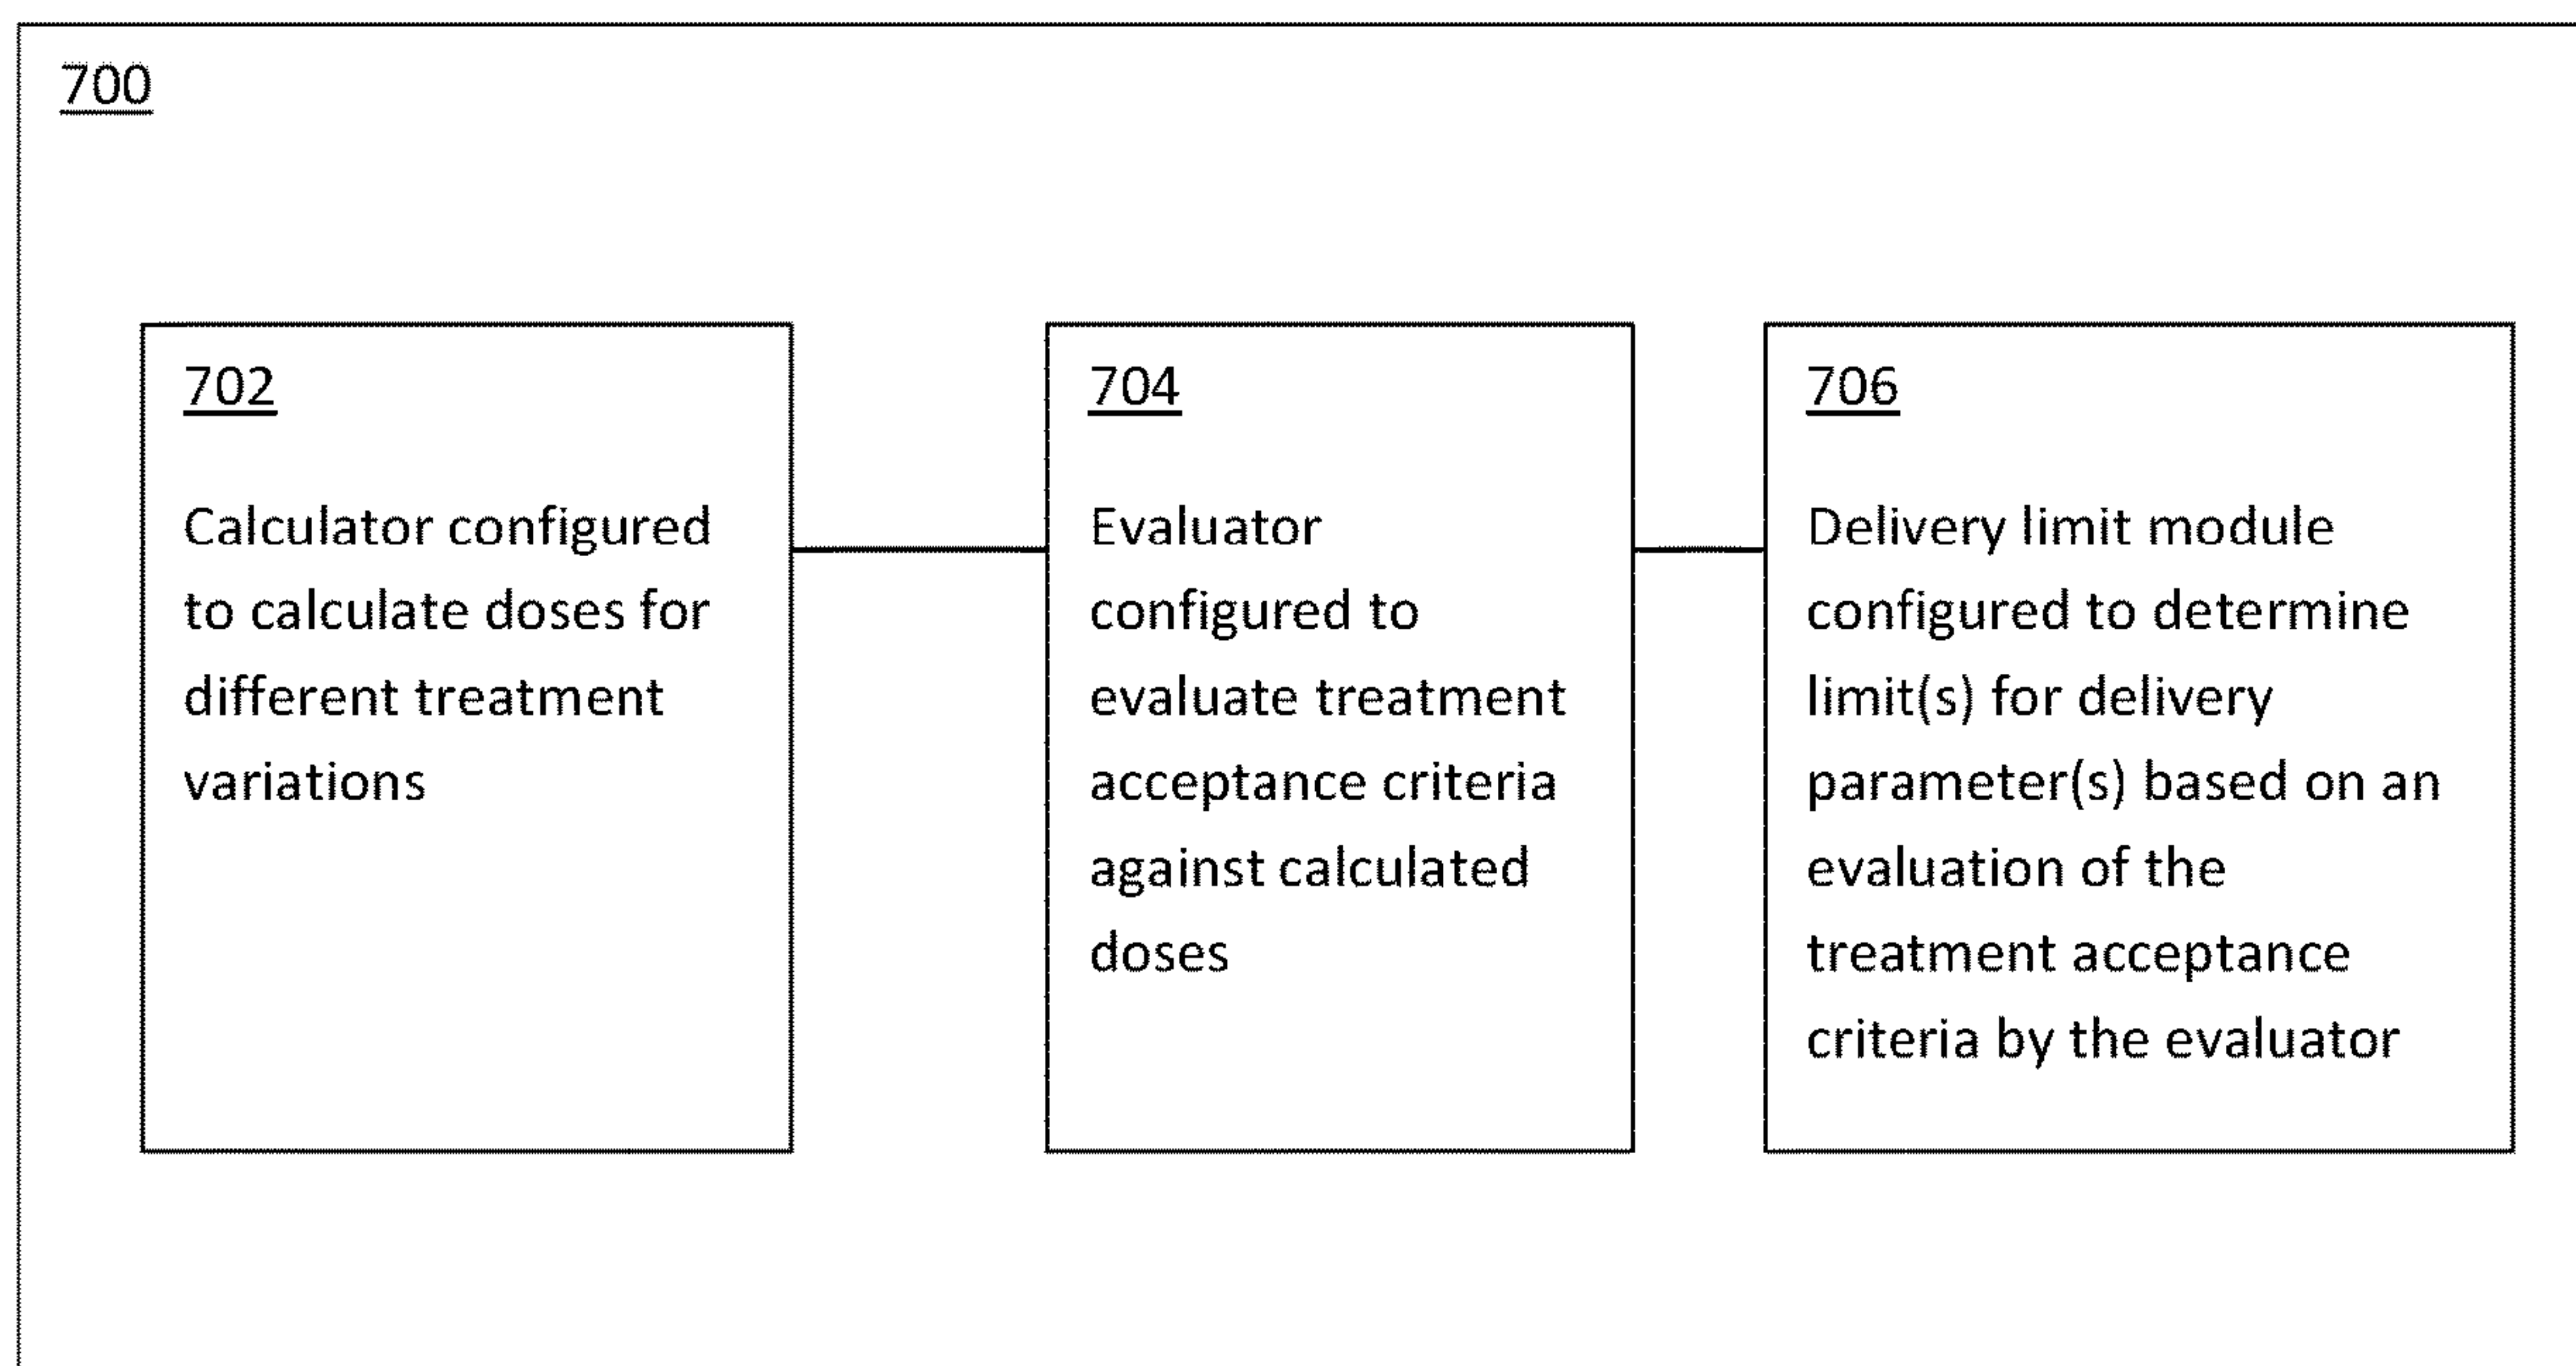 700
702
Calculator configured
to calculate doses for
different treatment
variations
704
Evaluator
configured to
evaluate treatment
acceptance criteria
against calculated
doses
706
Delivery limit module
configured to determine
limit(s) for delivery
parameter(s) based on an
evaluation of the
treatment acceptance
criteria by the evaluator